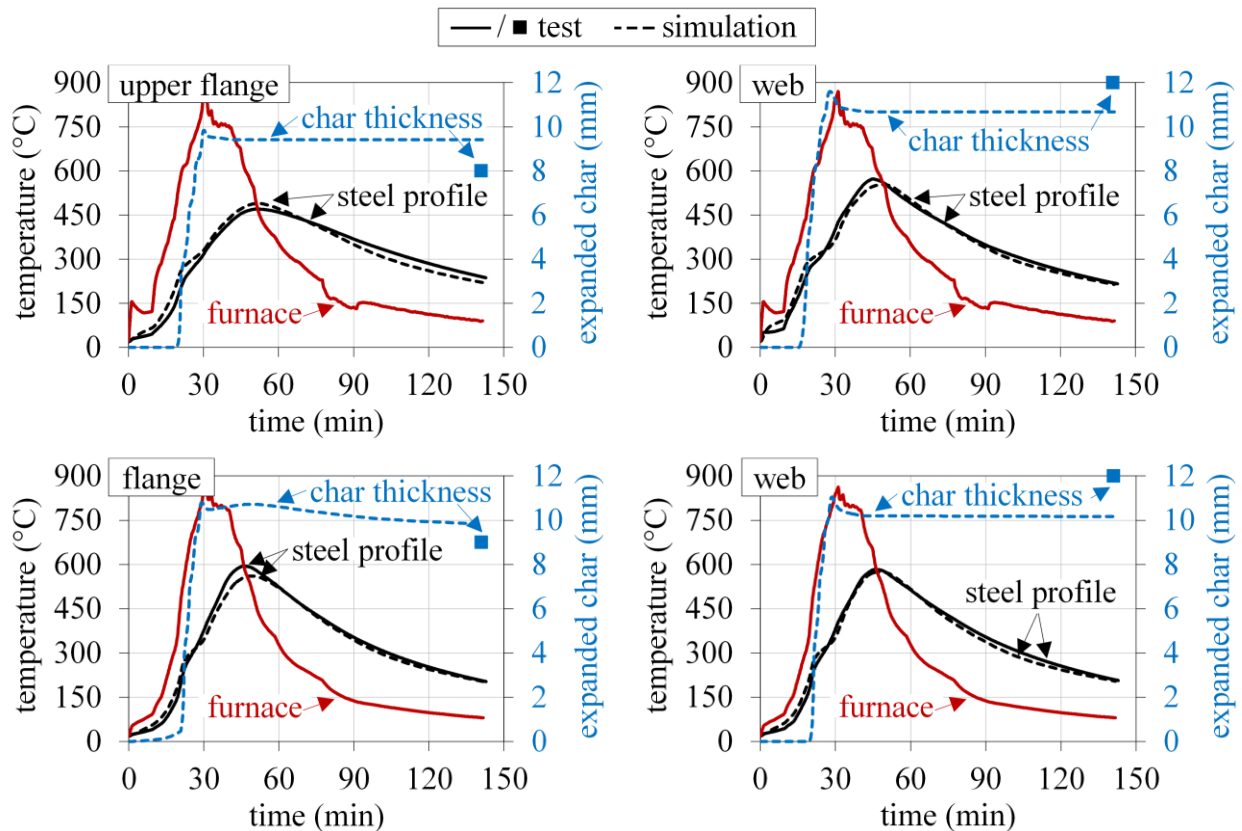 / test simulation
upper flange
900
750
600
450
300
150
0
temperature (°C)
0 30 60 90 120 150
time (min)
12
10
8
6
4
2
0
expanded char (mm)
char thickness
steel profile
furnace
web
900
750
600
450
300
150
0
temperature (°C)
0 30 60 90 120 150
time (min)
12
10
8
6
4
2
0
expanded char (mm)
char thickness
steel profile
furnace
flange
900
750
600
450
300
150
0
temperature (°C)
0 30 60 90 120 150
time (min)
12
10
8
6
4
2
0
expanded char (mm)
char thickness
steel profile
furnace
web
900
750
600
450
300
150
0
temperature (°C)
0 30 60 90 120 150
time (min)
12
10
8
6
4
2
0
expanded char (mm)
char thickness
steel profile
furnace